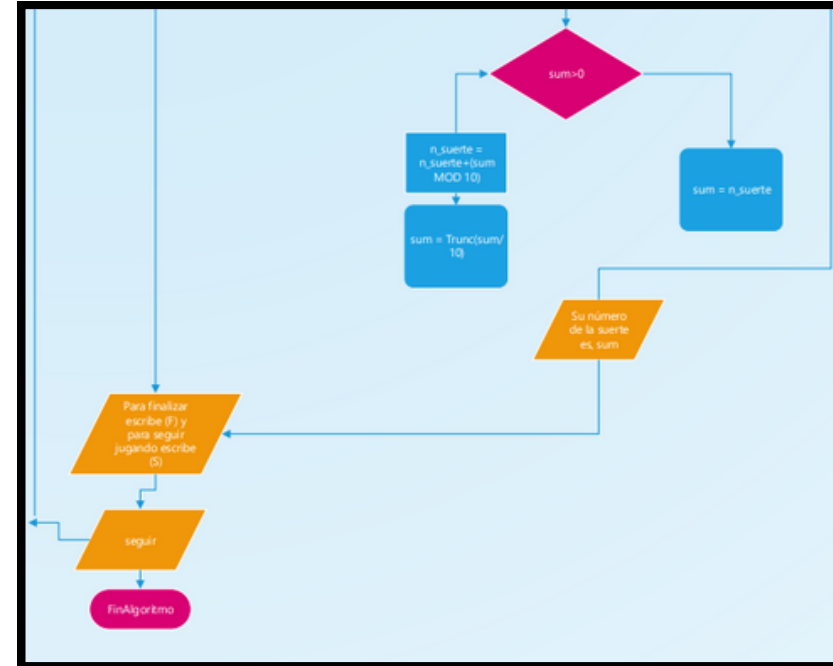 sum>0
n_suerte =
n_suerte+(sum
MOD 10)
sum = n_suerte
sum = Trunc(sum/
10)
Su número
de la suerte
es, sum
Para finalizar
escribe (F) y
para seguir
jugando escribe
(S)
seguir
FinAlgoritmo